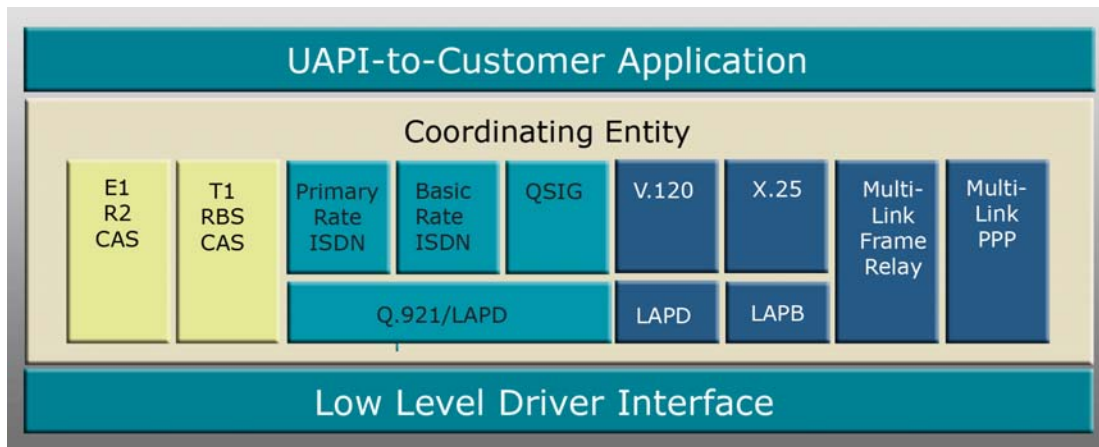 UAPI-to-Customer Application
Coordinating Entity
E1
R2
CAS
T1
RBS
CAS
Primary
Rate
ISDN
Basic
Rate
ISDN
QSIG
V.120
X.25
Multi-
Link
Frame
Relay
Multi-
Link
PPP
Q.921/LAPD
LAPD
LAPB
Low Level Driver Interface